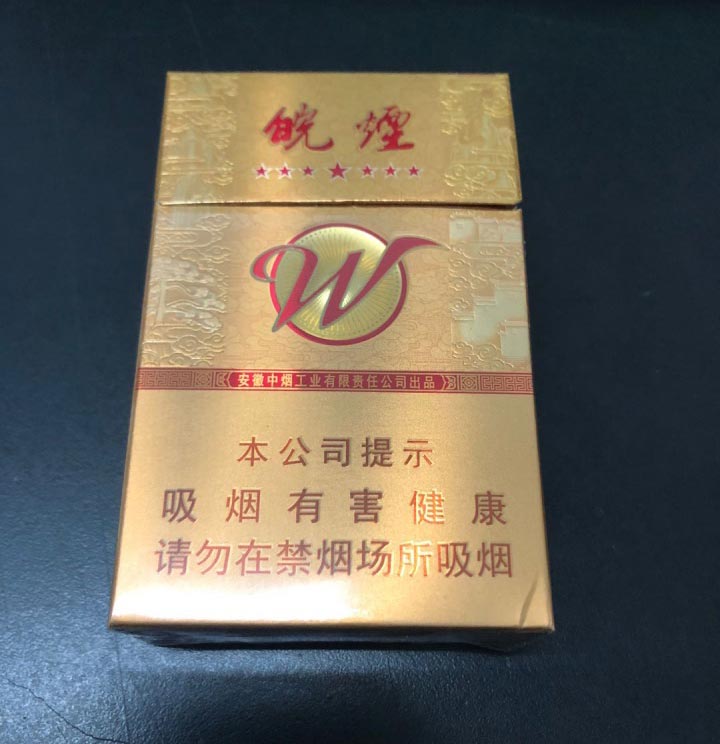 皖煙
W
安徽中烟工业有限责任公司出品
本公司提示
吸烟有害健康
请勿在禁烟场所吸烟